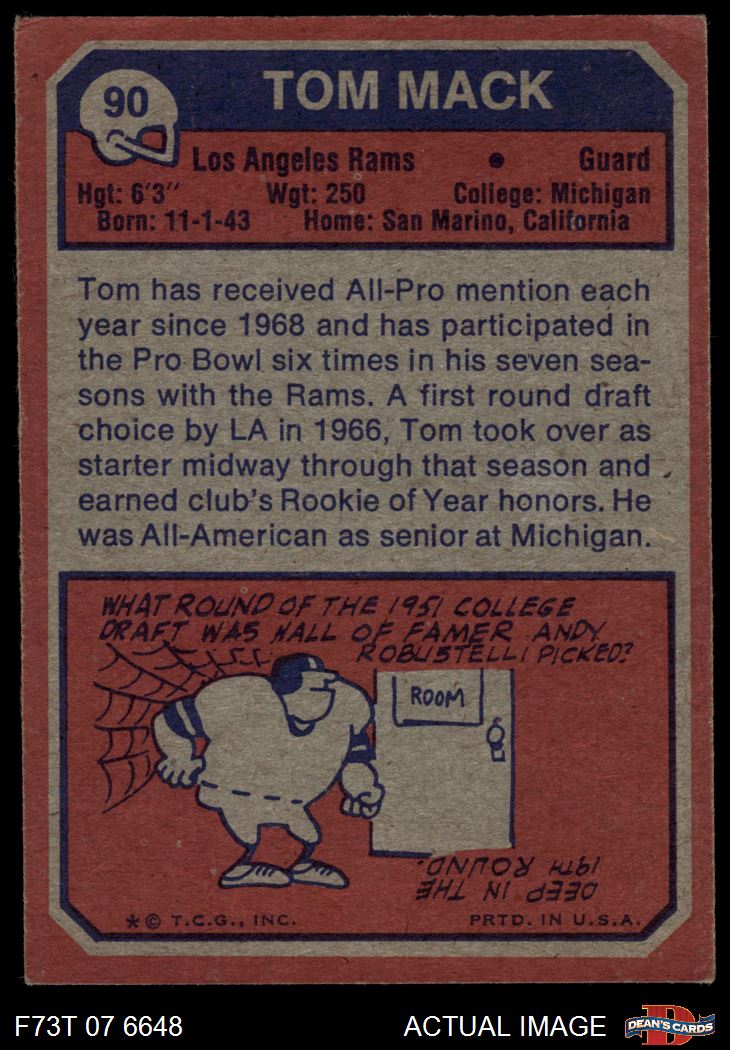 90
TOM MACK
Los Angeles Rams • Guard
Hgt: 6'3" Wgt: 250 College: Michigan
Born: 11-1-43 Home: San Marino, California
Tom has received All-Pro mention each
year since 1968 and has participated in
the Pro Bowl six times in his seven sea-
sons with the Rams. A first round draft
choice by LA in 1966, Tom took over as
starter midway through that season and
earned club's Rookie of Year honors. He
was All-American as senior at Michigan.
WHAT ROUND OF THE 1951 COLLEGE
DRAFT WAS HALL OF FAMER ANDY
ROBUSTELLI PICKED?
ROOM
DEEP IN THE
19TH ROUND.
* © T.C.G., INC. PRTD. IN U.S.A.
F73T 07 6648 ACTUAL IMAGE
D
DEAN'S CARDS